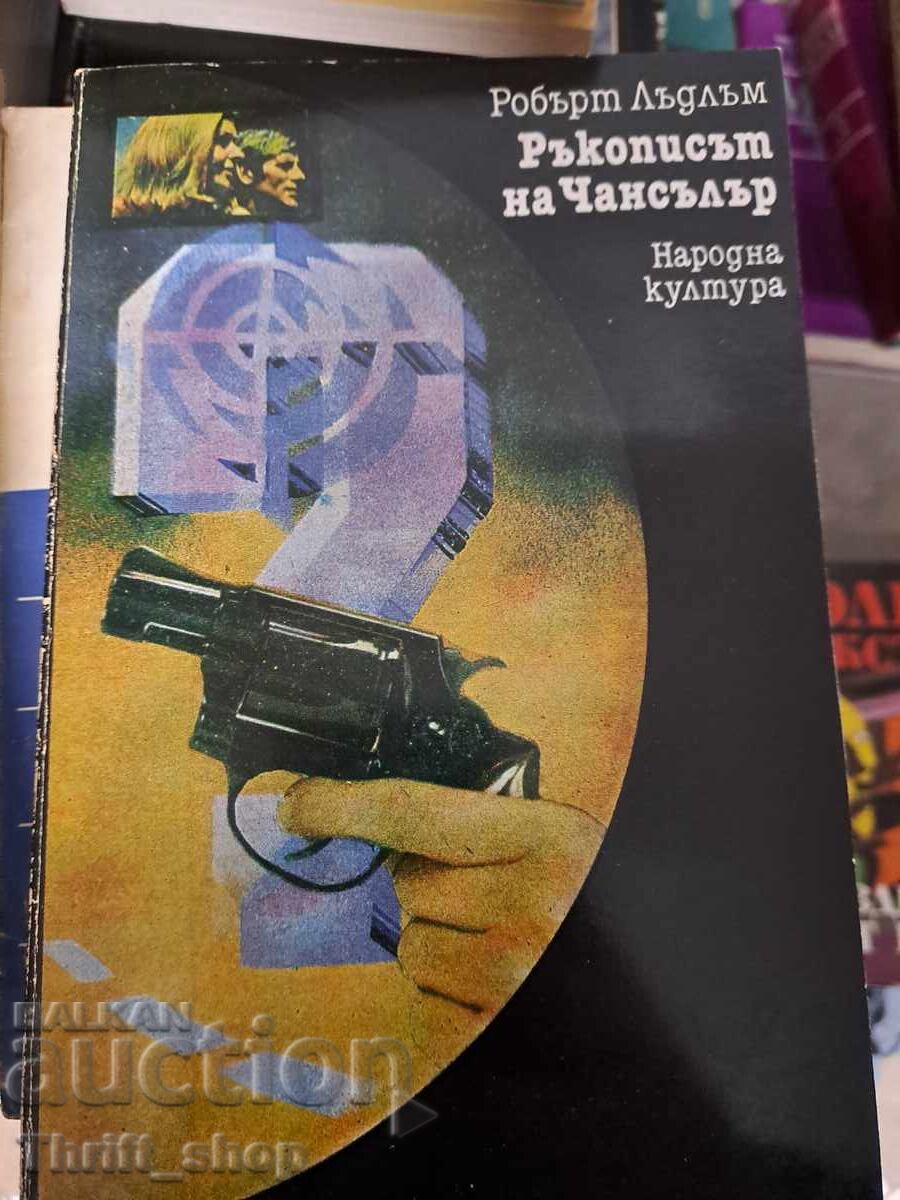 Робърт Лъдлъм
Ръкописът
на Чансълър
Народна
култура
BALKAN
auction
Thrift_shop